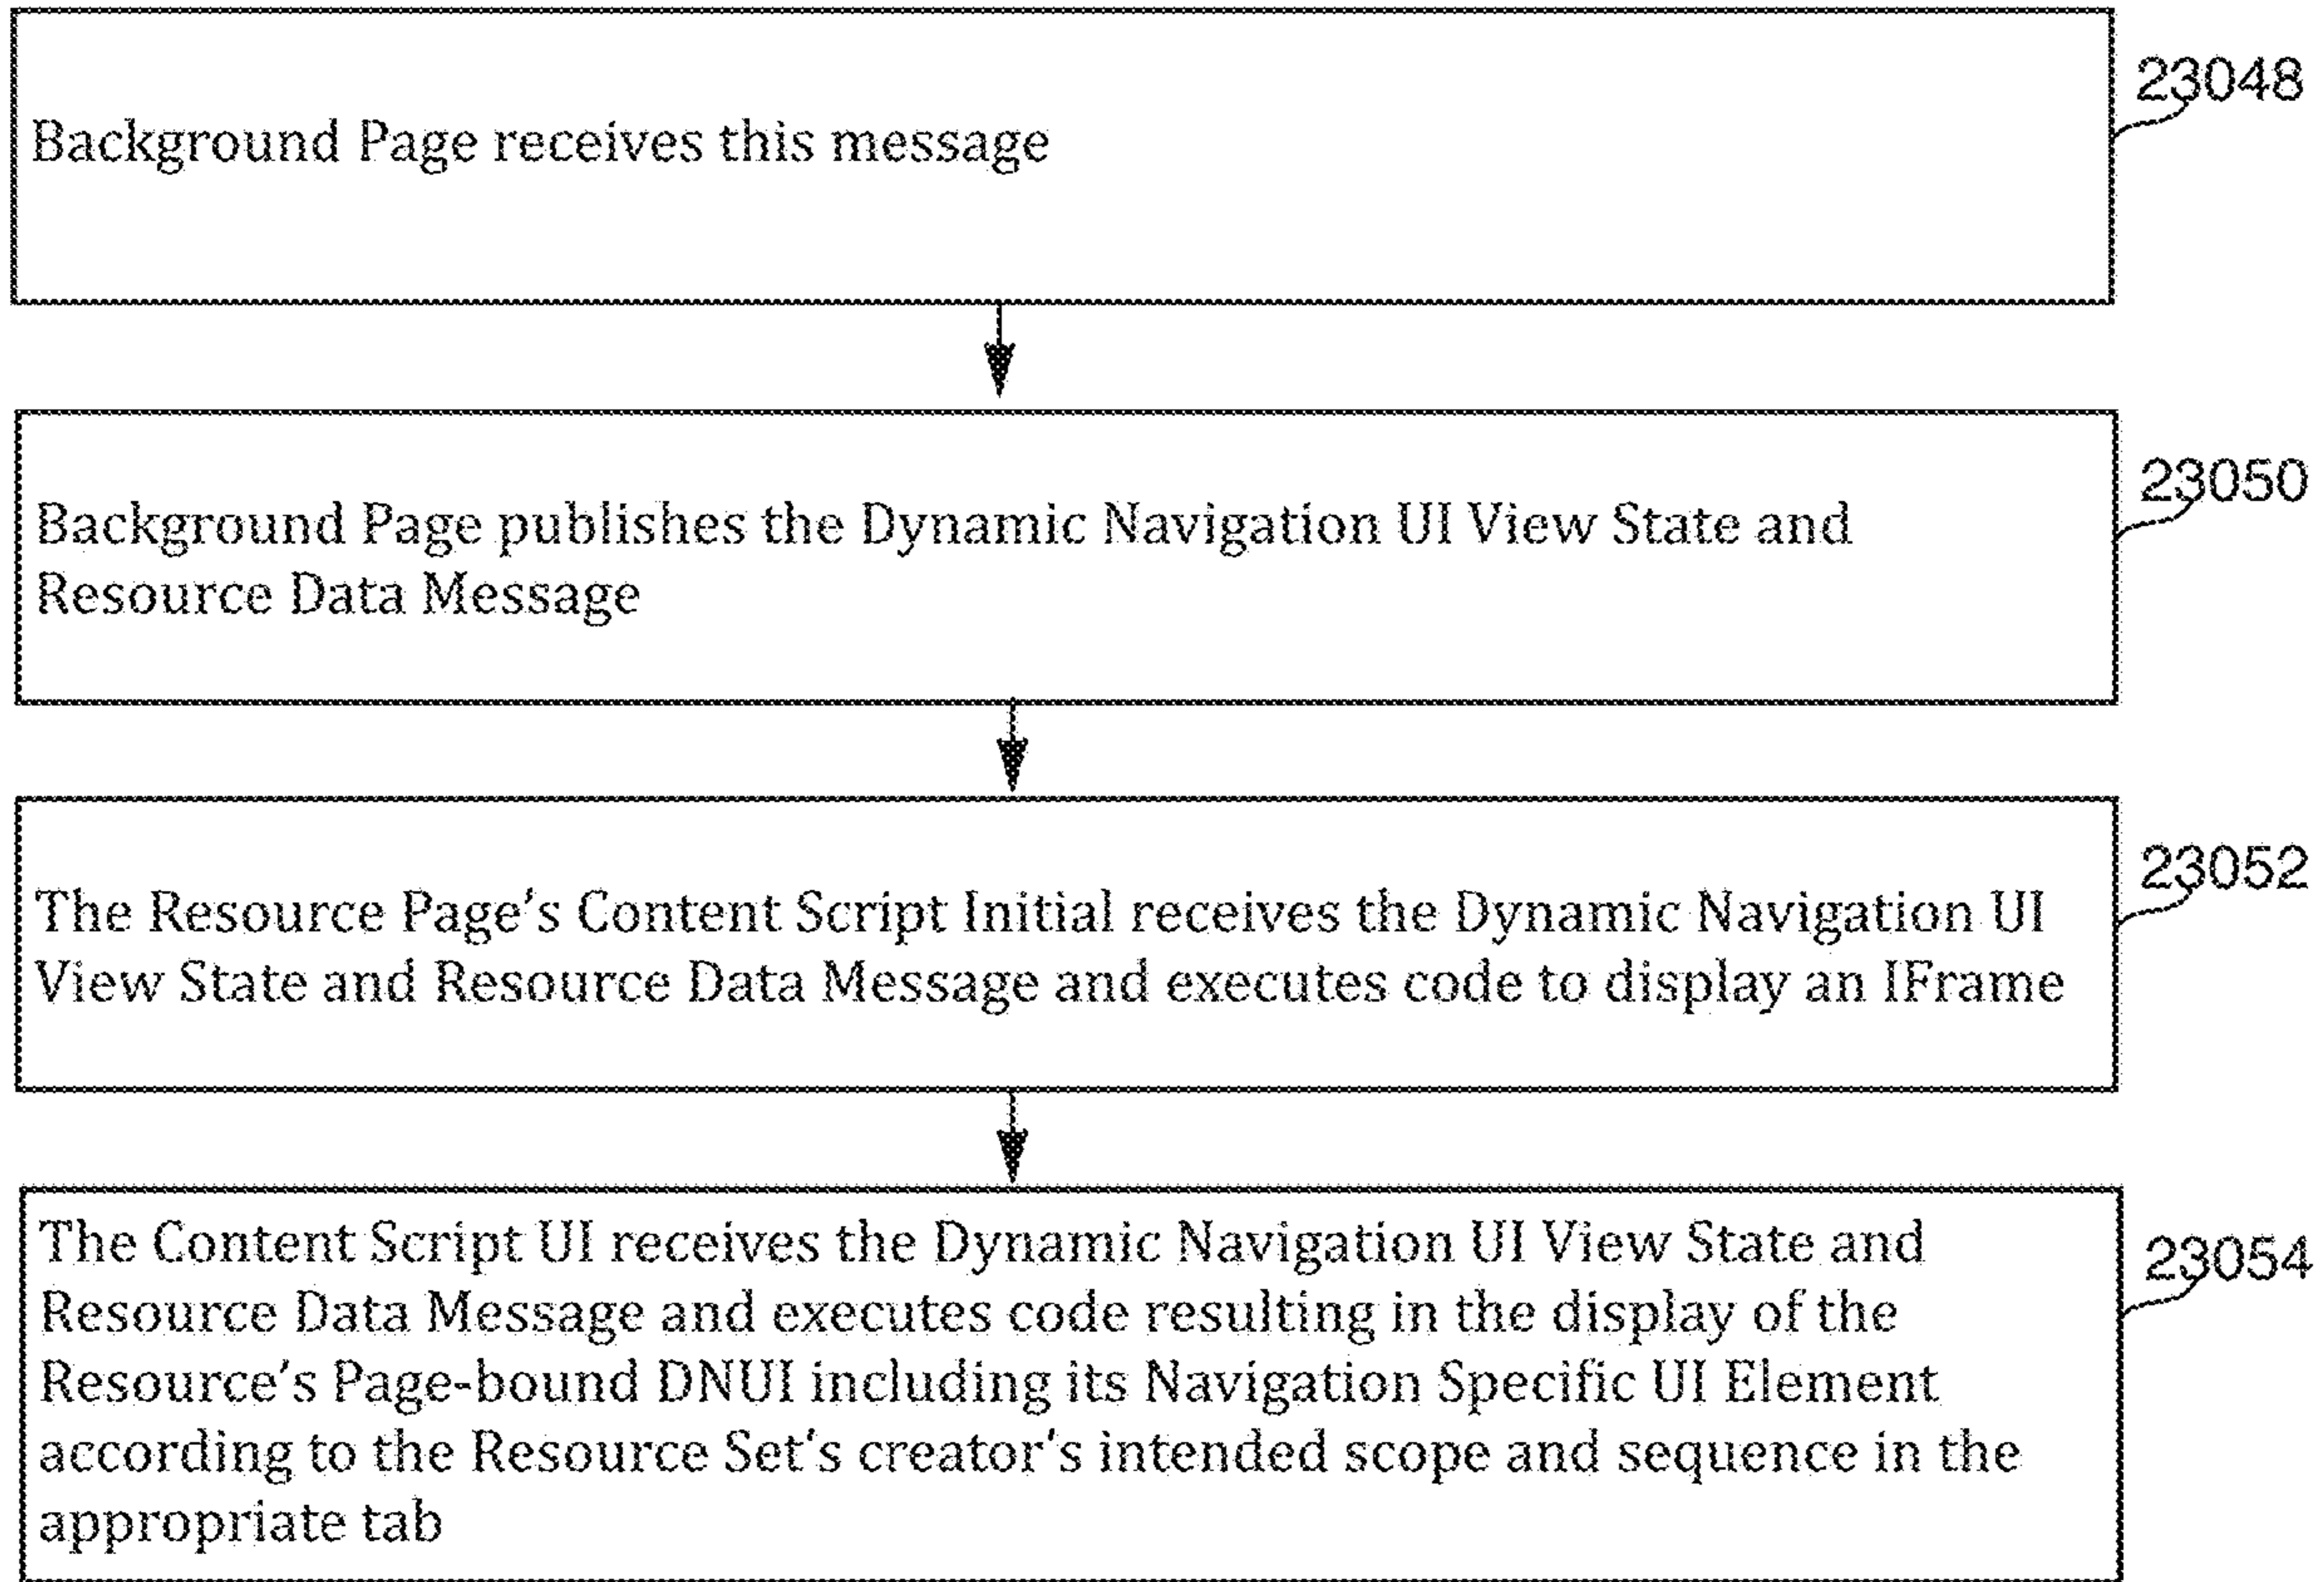 23048
Background Page receives this message
23050
Background Page publishes the Dynamic Navigation UI View State and
Resource Data Message
23052
The Resource Page's Content Script Initial receives the Dynamic Navigation UI
View State and Resource Data Message and executes code to display an IFrame
23054
The Content Script UI receives the Dynamic Navigation UI View State and
Resource Data Message and executes code resulting in the display of the
Resource's Page-bound DNUI including its Navigation Specific UI Element
according to the Resource Set's creator's intended scope and sequence in the
appropriate tab